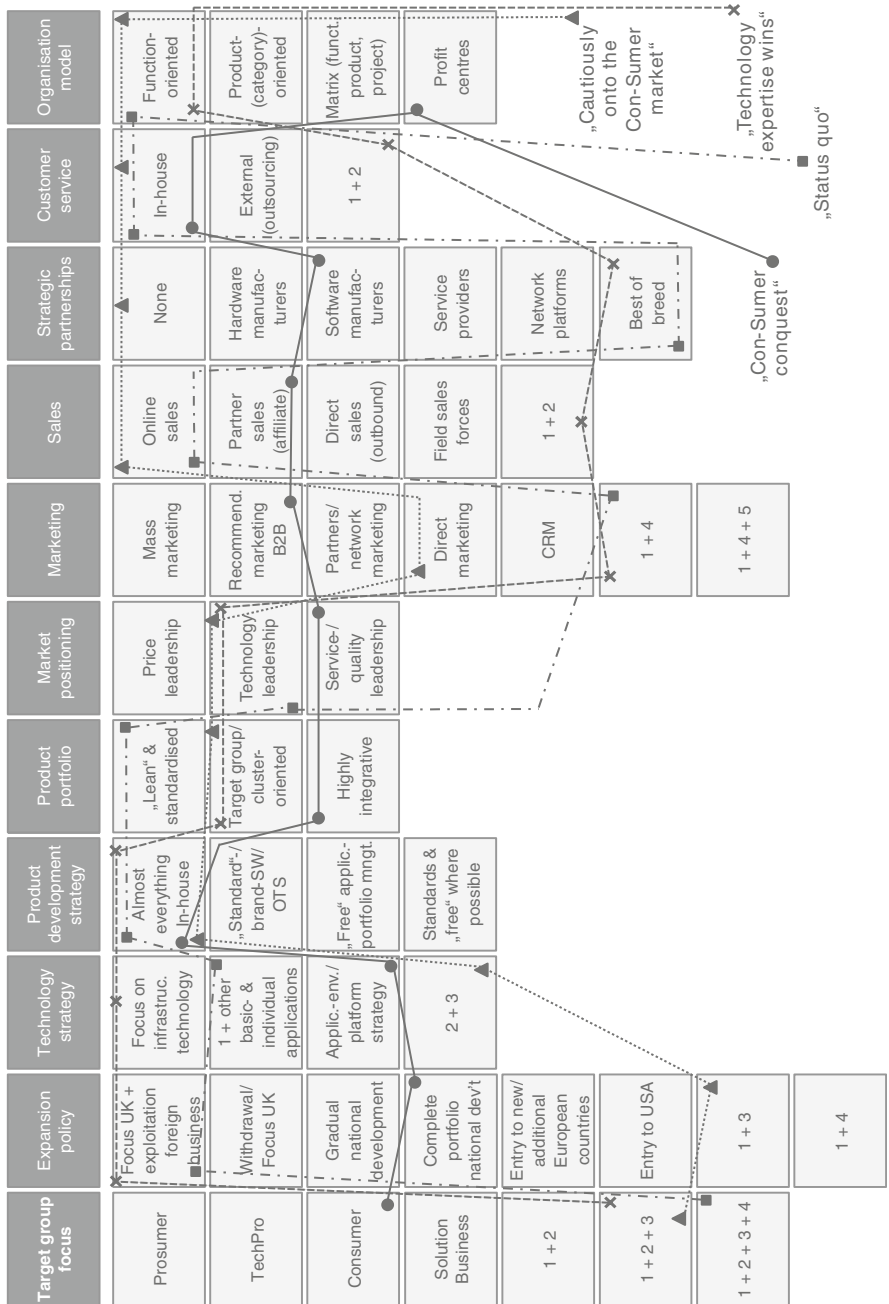 Target group
focus
Prosumer
TechPro
Consumer
Solution
Business
1 + 2
1 + 2 + 3
1 + 2 + 3 + 4
Expansion
policy
Focus UK +
exploitation
foreign
business
Withdrawal/
Focus UK
Gradual
national
development
Complete
portfolio
national dev't
Entry to new/
additional
European
countries
Entry to USA
1 + 3
1 + 4
Technology
strategy
Focus on
infrastruc.
technology
1 + other
basic- &
individual
applications
Applic.-env./
platform
strategy
2 + 3
Product
development
strategy
Almost
everything
In-house
„Standard“-/
brand-SW/
OTS
„Free“ applic.-
portfolio mngt.
Standards &
„free“ where
possible
Product
portfolio
„Lean“ &
standardised
Target group/
cluster-
oriented
Highly
integrative
Market
positioning
Price
leadership
Technology
leadership
Service-/
quality
leadership
Marketing
Mass
marketing
Recommend.
marketing
B2B
Partners/
network
marketing
Direct
marketing
CRM
1 + 4
1 + 4 + 5
Sales
Online
sales
Partner
sales
(affiliate)
Direct
sales
(outbound)
Field sales
forces
1 + 2
Strategic
partnerships
None
Hardware
manufac-
turers
Software
manufac-
turers
Service
providers
Network
platforms
Best of
breed
Customer
service
In-house
External
(outsourcing)
1 + 2
Organisation
model
Function-
oriented
Product-
(category)-
oriented
Matrix (funct.
product,
project)
Profit
centres
„Cautiously
onto the
Con-Sumer
market“
„Technology
expertise wins“
„Status quo“
„Con-Sumer
conquest“